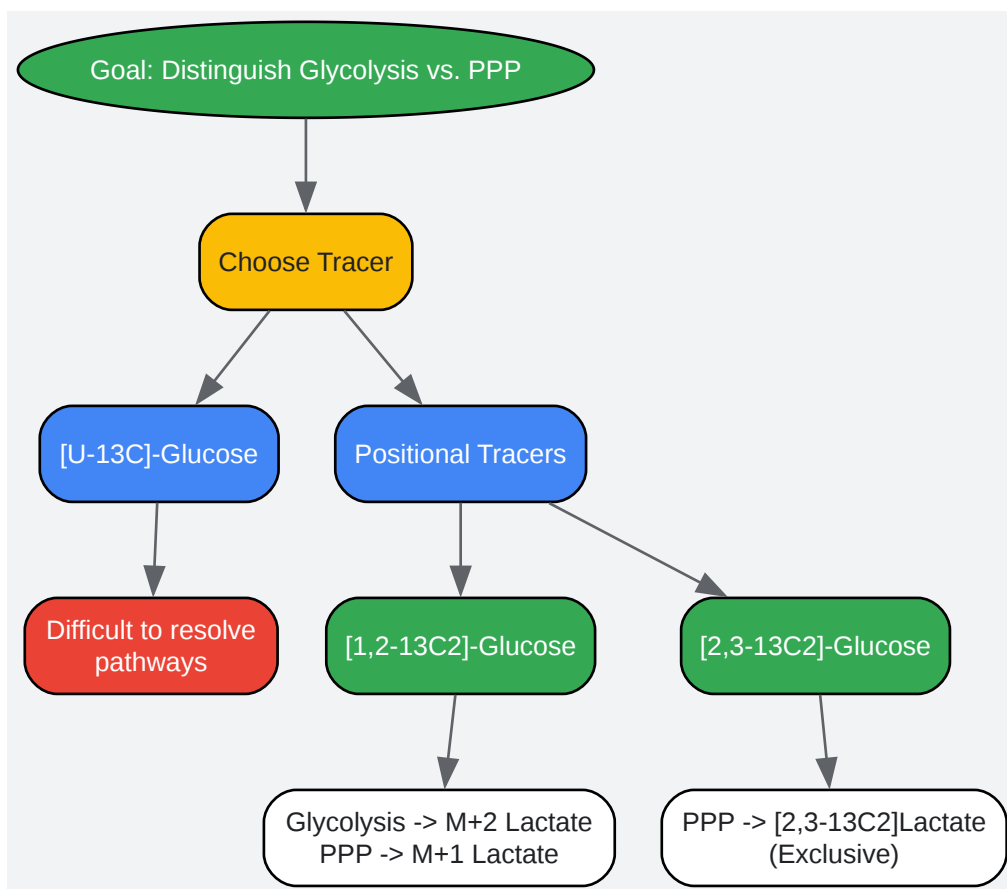 Goal: Distinguish Glycolysis vs. PPP
Choose Tracer
[U-13C]-Glucose
Positional Tracers
Difficult to resolve
pathways
[1,2-13C2]-Glucose
[2,3-13C2]-Glucose
Glycolysis -> M+2 Lactate
PPP -> M+1 Lactate
PPP -> [2,3-13C2]Lactate
(Exclusive)